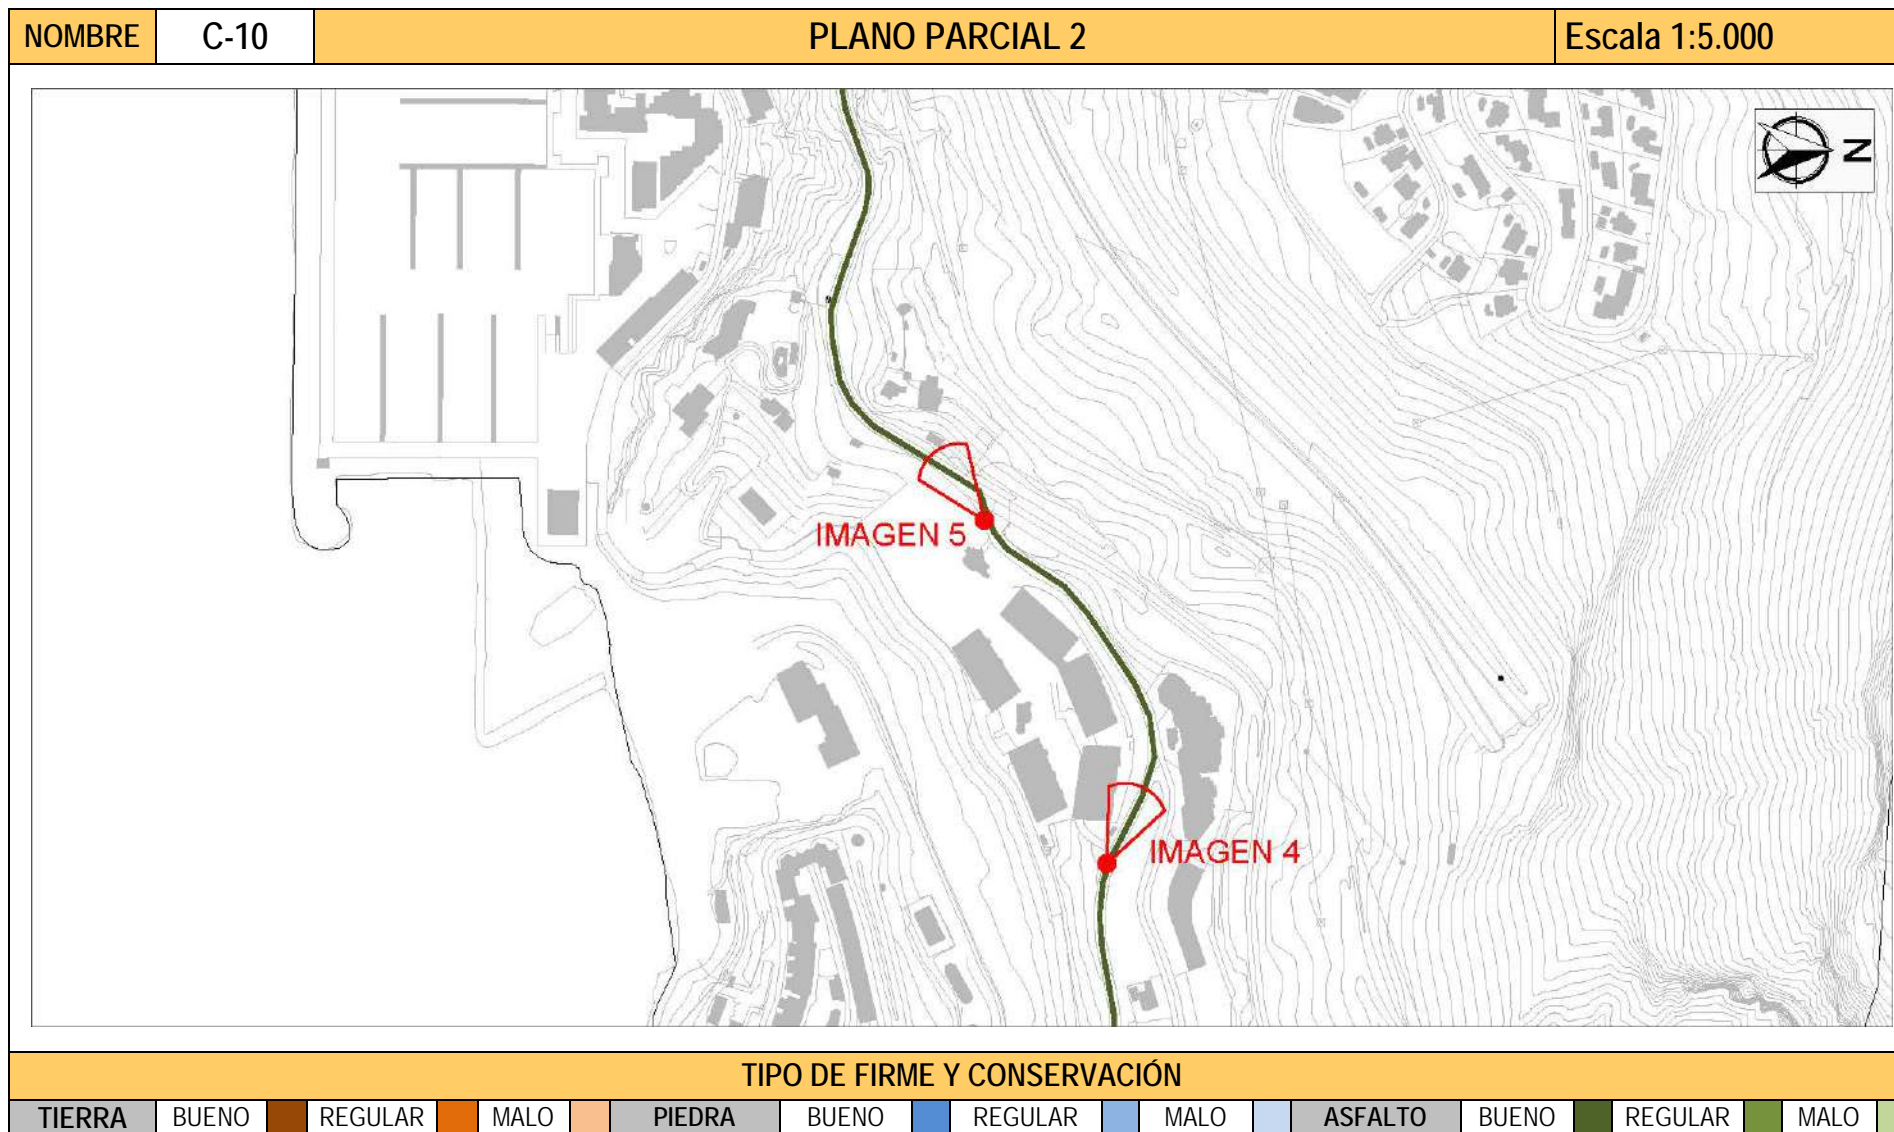 NOMBRE C-10 PLANO PARCIAL 2 Escala 1:5.000
N
IMAGEN 5
IMAGEN 4
TIPO DE FIRME Y CONSERVACIÓN
TIERRA BUENO REGULAR MALO PIEDRA BUENO REGULAR MALO ASFALTO BUENO REGULAR MALO